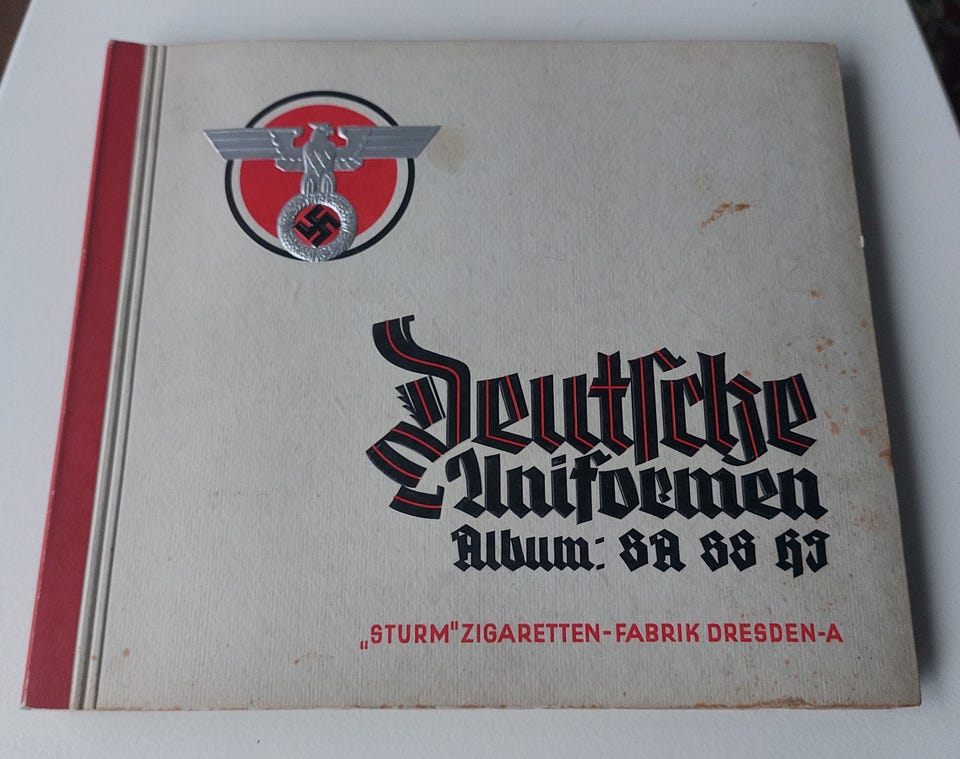 Deutsche
Uniformen
Album: SA SS HJ
„STURM" ZIGARETTEN-FABRIK DRESDEN-A